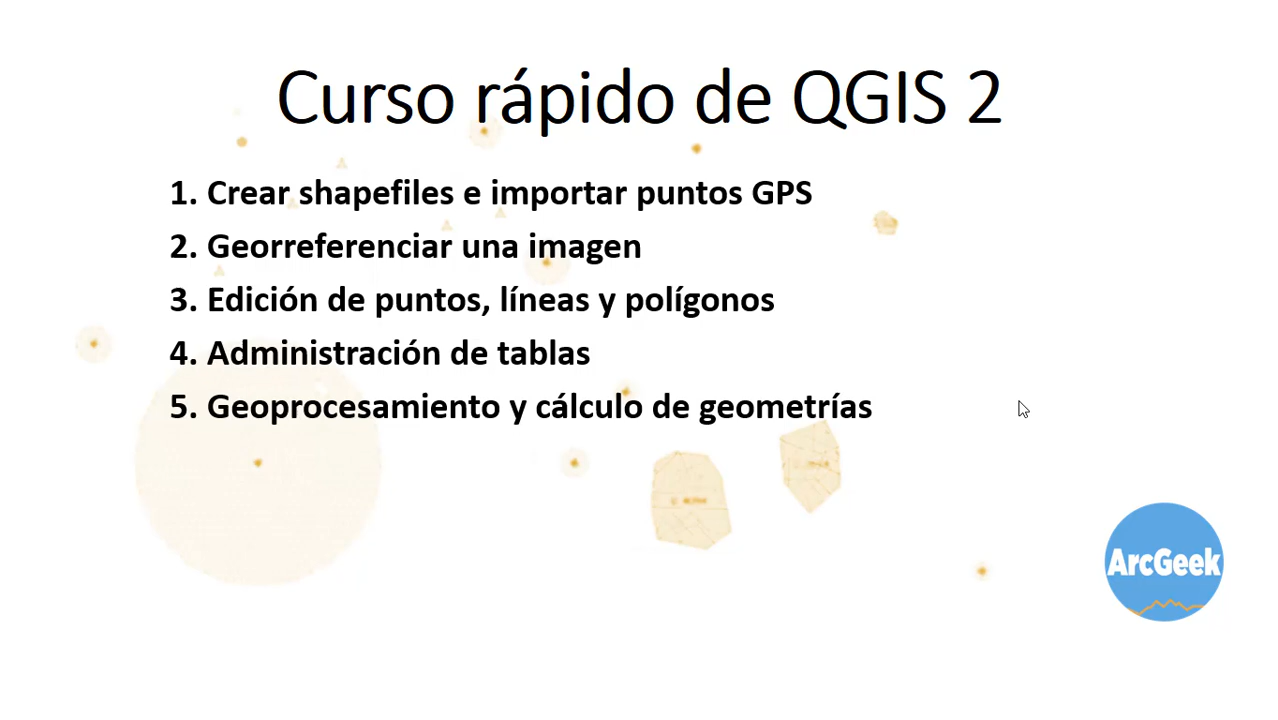 Curso rápido de QGIS 2
1. Crear shapefiles e importar puntos GPS
2. Georreferenciar una imagen
3. Edición de puntos, líneas y polígonos
4. Administración de tablas
5. Geoprocesamiento y cálculo de geometrías
ArcGeek